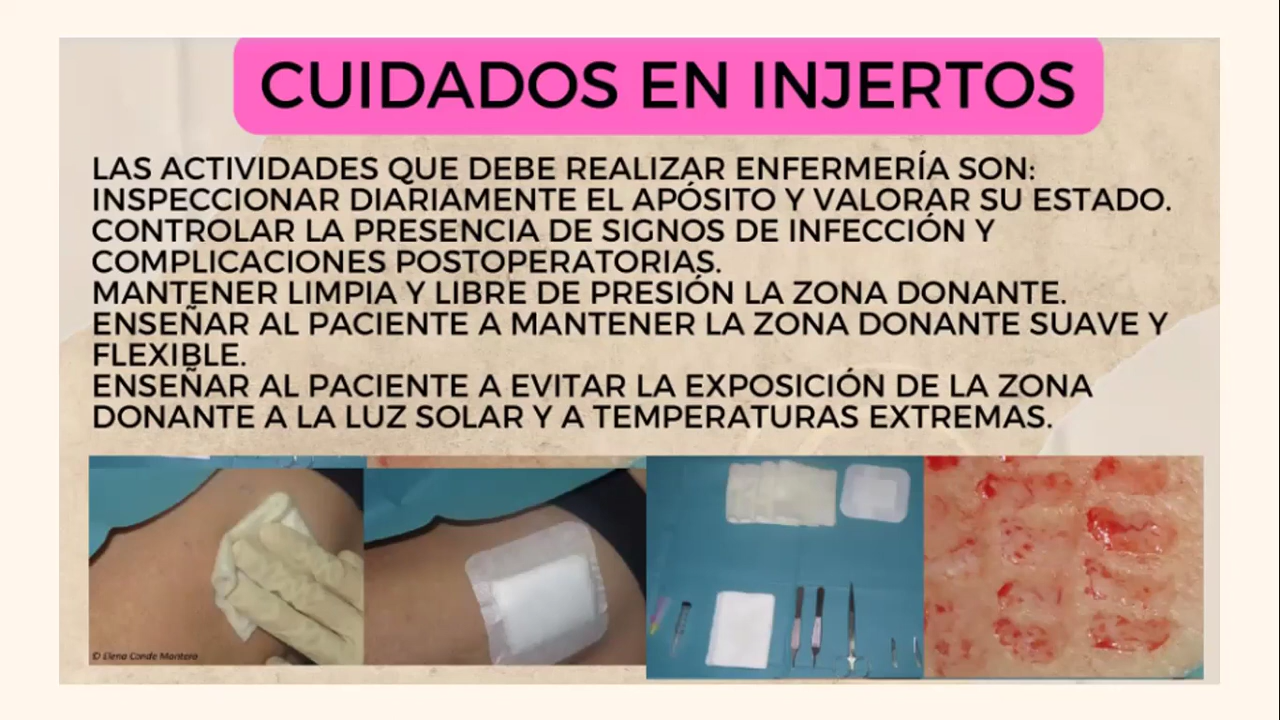 CUIDADOS EN INJERTOS
LAS ACTIVIDADES QUE DEBE REALIZAR ENFERMERÍA SON:
INSPECCIONAR DIARIAMENTE EL APÓSITO Y VALORAR SU ESTADO.
CONTROLAR LA PRESENCIA DE SIGNOS DE INFECCIÓN Y
COMPLICACIONES POSTOPERATORIAS.
MANTENER LIMPIA Y LIBRE DE PRESIÓN LA ZONA DONANTE.
ENSEÑAR AL PACIENTE A MANTENER LA ZONA DONANTE SUAVE Y
FLEXIBLE.
ENSEÑAR AL PACIENTE A EVITAR LA EXPOSICIÓN DE LA ZONA
DONANTE A LA LUZ SOLAR Y A TEMPERATURAS EXTREMAS.
© Elena Conde Montero